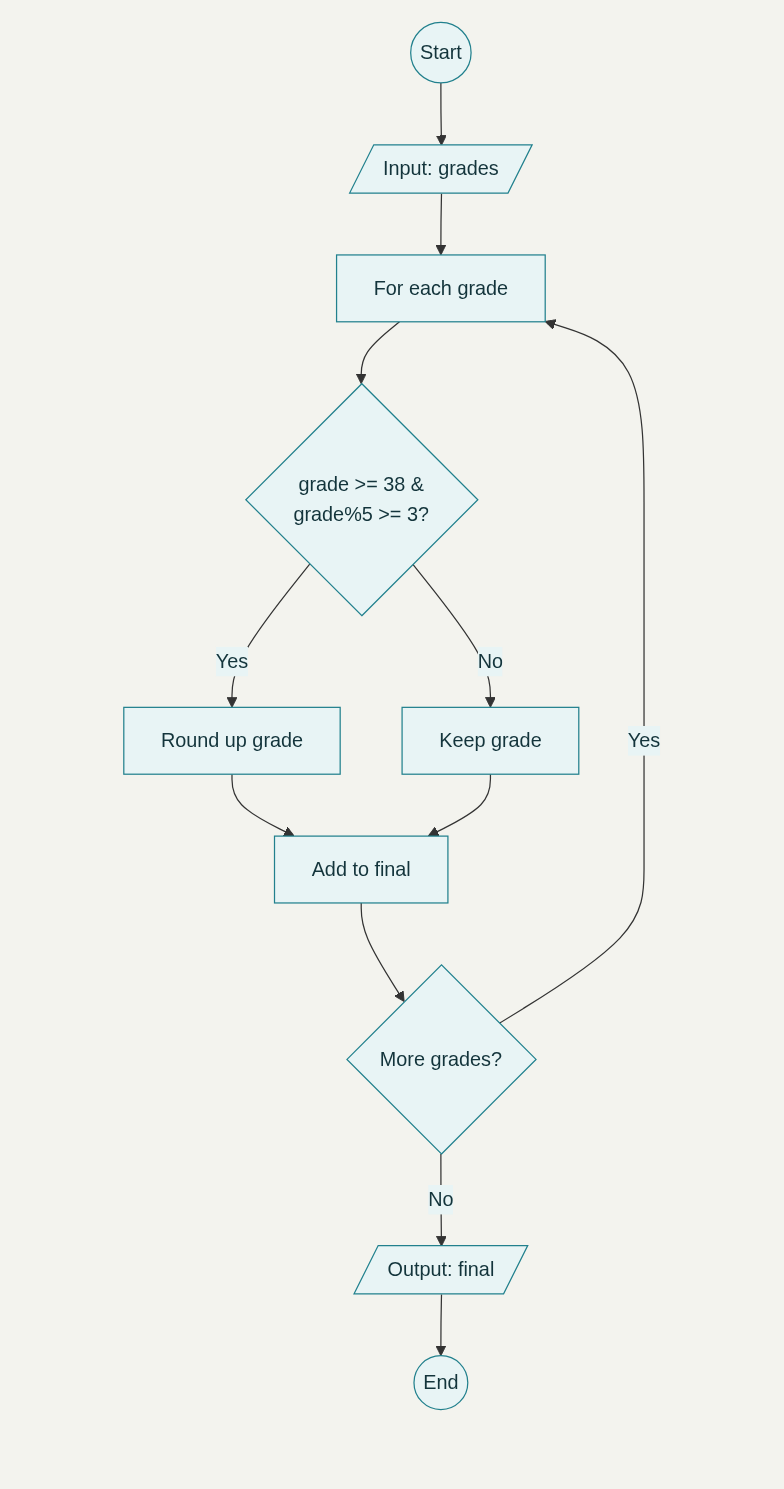 Start
Input: grades
For each grade
grade >= 38 &
grade%5 >= 3?
Yes
No
Round up grade
Keep grade
Yes
Add to final
More grades?
No
Output: final
End